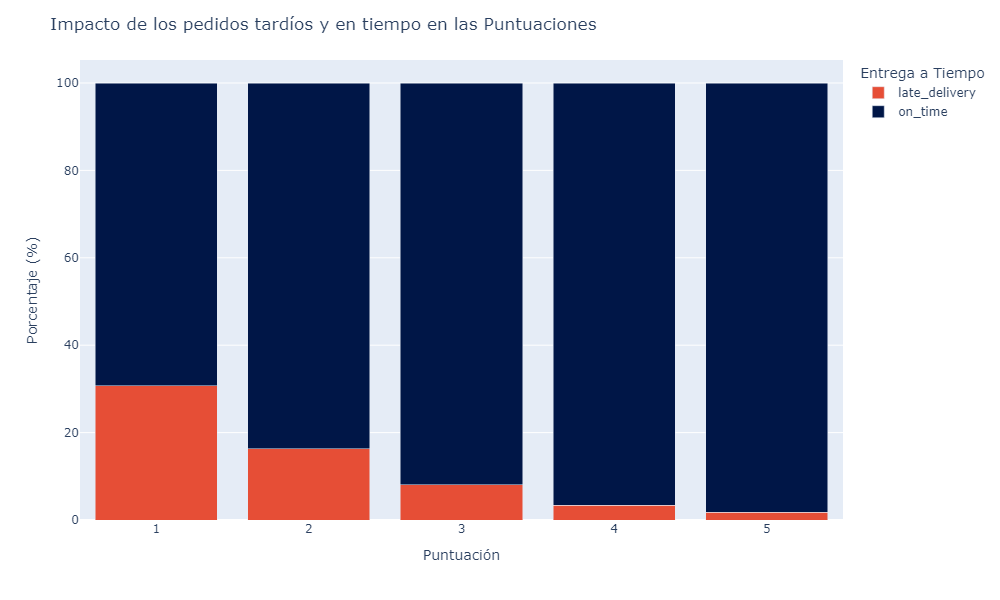 Impacto de los pedidos tardíos y en tiempo en las Puntuaciones
Entrega a Tiempo
late_delivery
on_time
Porcentaje (%)
100
80
60
40
20
0
1 2 3 4 5
Puntuación